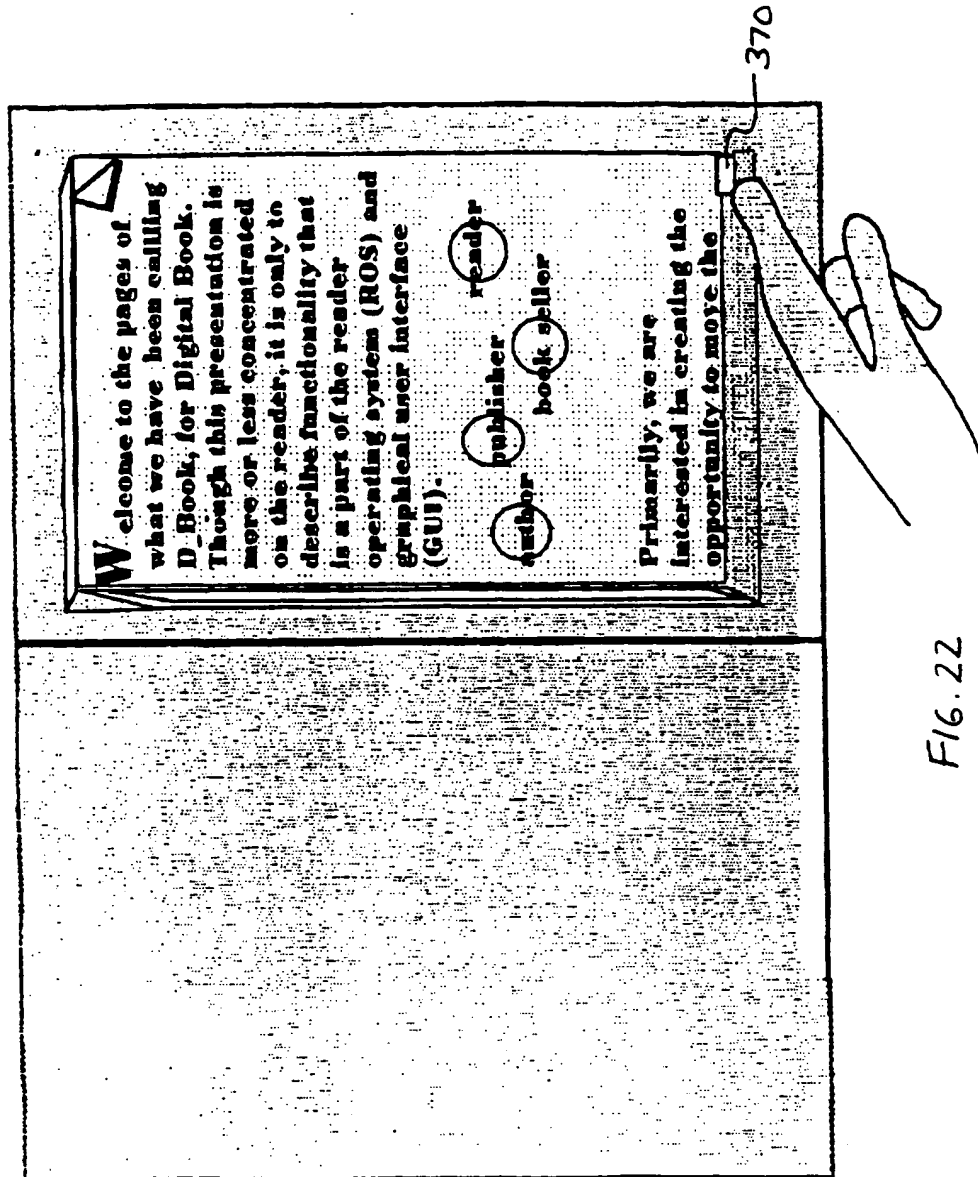 Welcome to the pages of
what we have been callling
D_Book, for Digital Book.
Though this presentation is
more or less concentrated
on the reader, it is only to
describe functionality that
is a part of the reader
operating system (ROS) and
graphical user interface
(GUI).
author publisher reader
book seller
Primarily, we are
interested in creating the
opportunity to move the
370
FIG. 22